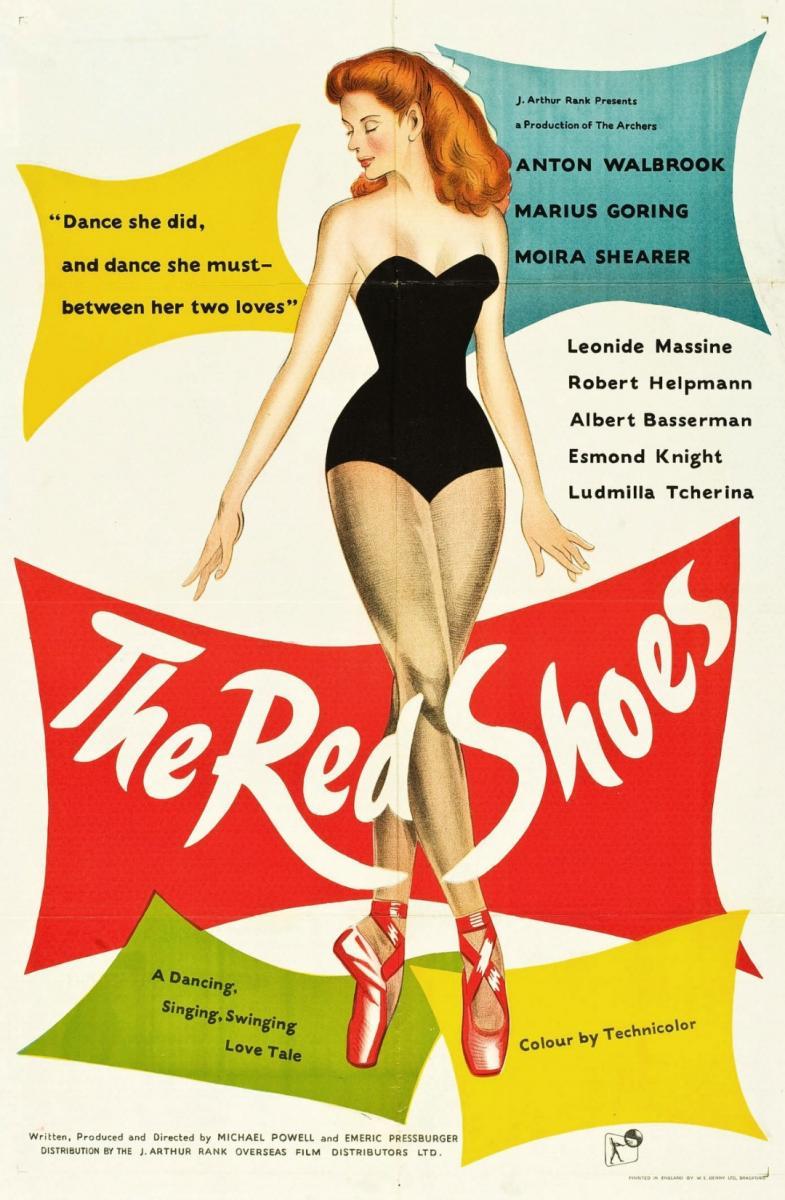 J. Arthur Rank Presents
a Production of The Archers
ANTON WALBROOK
MARIUS GORING
MOIRA SHEARER
"Dance she did,
and dance she must–
between her two loves"
Leonide Massine
Robert Helpmann
Albert Basserman
Esmond Knight
Ludmilla Tcherina
The Red Shoes
A Dancing,
Singing, Swinging
Love Tale
Colour by Technicolor
Written, Produced and Directed by MICHAEL POWELL and EMERIC PRESSBURGER
DISTRIBUTION BY THE J. ARTHUR RANK OVERSEAS FILM DISTRIBUTORS LTD.
PRINTED IN ENGLAND BY W. E. BERRY LTD, BRADFORD